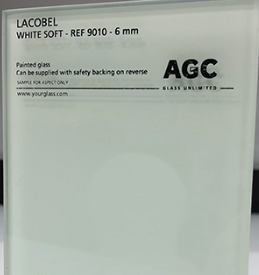 LACOBEL
WHITE SOFT - REF 9010 - 6 mm
Painted glass
Can be supplied with safety backing on reverse
SAMPLE FOR ASPECT ONLY
www.yourglass.com
AGC
GLASS UNLIMITED